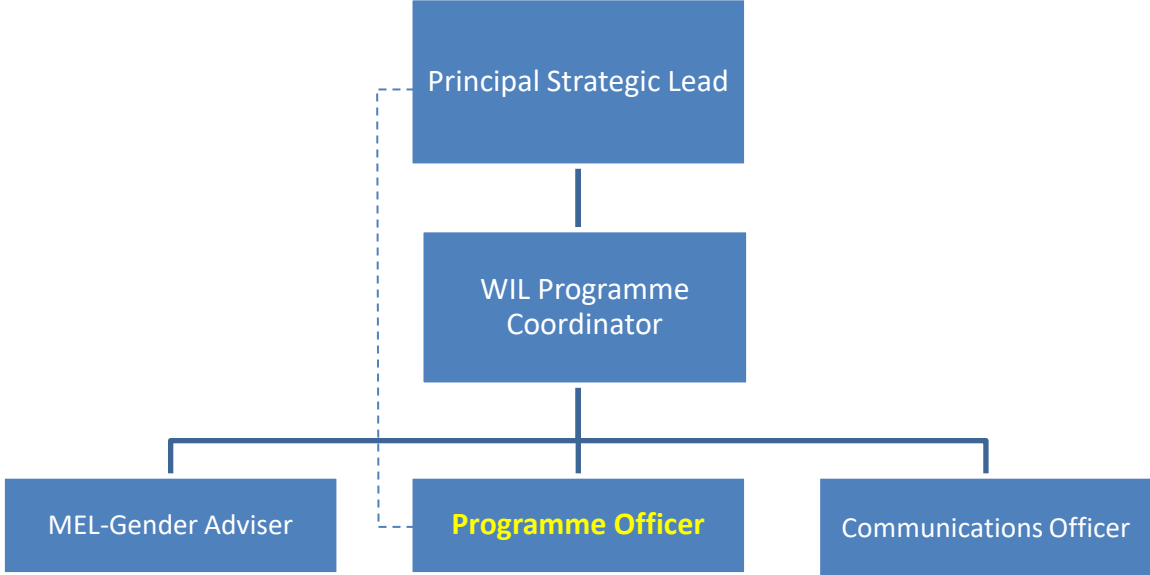 Principal Strategic Lead
WIL Programme
Coordinator
MEL-Gender Adviser
Programme Officer
Communications Officer